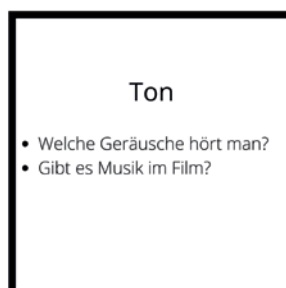 Ton
• Welche Geräusche hört man?
• Gibt es Musik im Film?